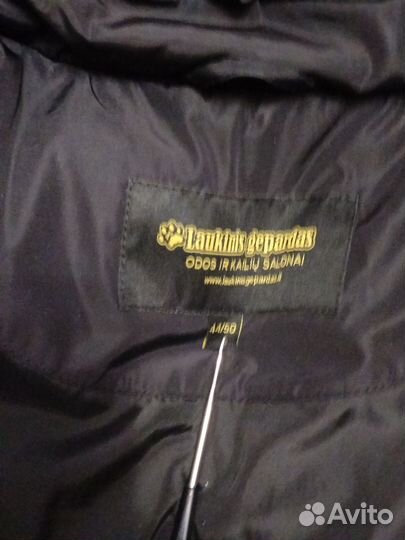 Laukinis gepardas
ODOS IR KAILIŲ SALONAI
www.laukinisgepardas.lt
44/50
Avito